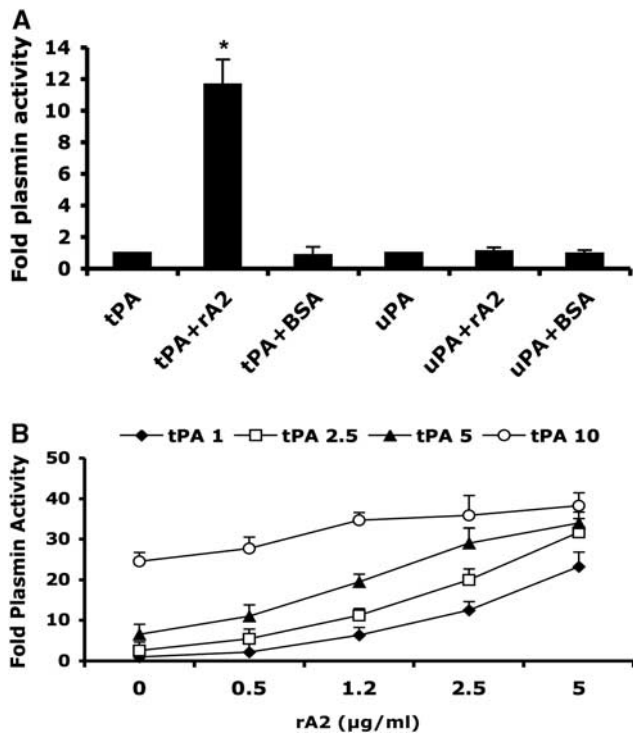 A
Fold plasmin activity
14
12
10
8
6
4
2
0
*
tPA
tPA+rA2
tPA+BSA
uPA
uPA+rA2
uPA+BSA
B
tPA 1
tPA 2.5
tPA 5
tPA 10
Fold Plasmin Activity
50
40
30
20
10
0
0
0.5
1.2
2.5
5
rA2 (µg/ml)